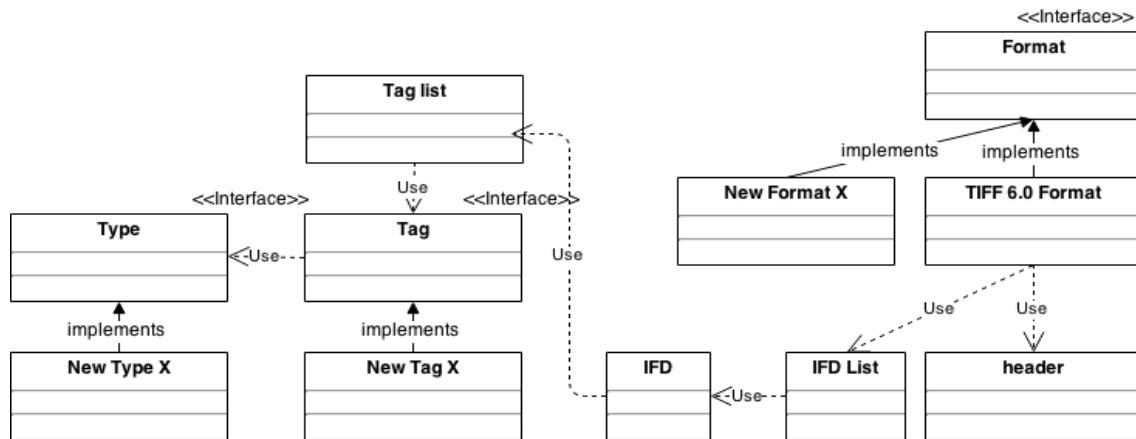 <<Interface>>
Format
Tag list
implements
implements
Use
New Format X
TIFF 6.0 Format
<<Interface>>
<<Interface>>
Type
Tag
Use
Use
Use
Use
implements
implements
New Type X
New Tag X
IFD
IFD List
header
Use